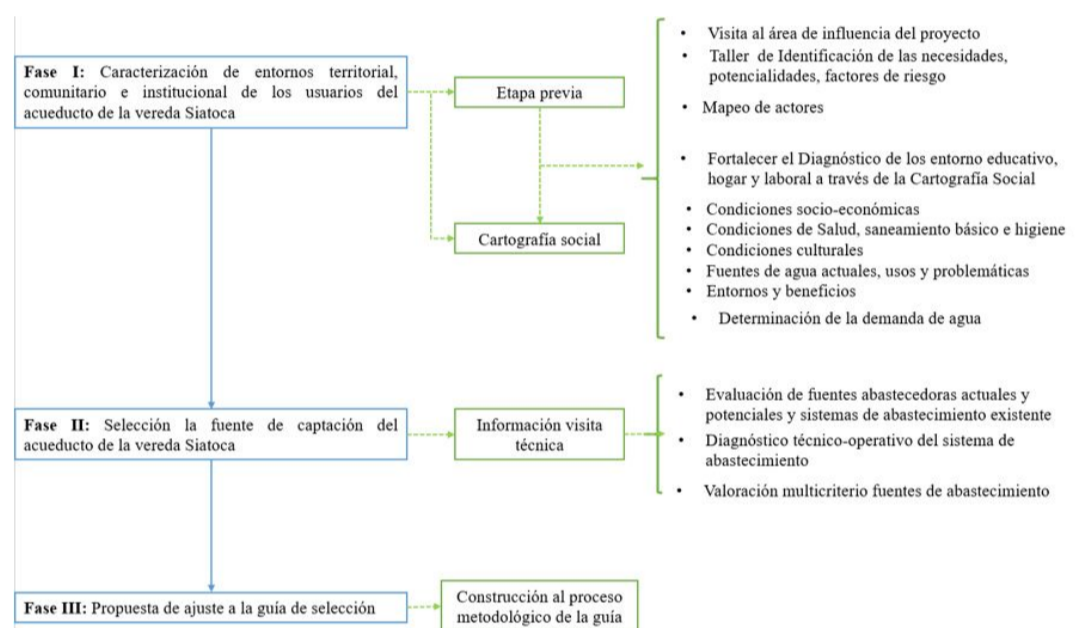 Fase I: Caracterización de entornos territorial,
comunitario e institucional de los usuarios del
acueducto de la vereda Siatoca
Etapa previa
Cartografía social
• Visita al área de influencia del proyecto
• Taller de Identificación de las necesidades,
potencialidades, factores de riesgo
• Mapeo de actores
• Fortalecer el Diagnóstico de los entorno educativo,
hogar y laboral a través de la Cartografía Social
• Condiciones socio-económicas
• Condiciones de Salud, saneamiento básico e higiene
• Condiciones culturales
• Fuentes de agua actuales, usos y problemáticas
• Entornos y beneficios
• Determinación de la demanda de agua
Fase II: Selección la fuente de captación del
acueducto de la vereda Siatoca
Información visita
técnica
• Evaluación de fuentes abastecedoras actuales y
potenciales y sistemas de abastecimiento existente
• Diagnóstico técnico-operativo del sistema de
abastecimiento
• Valoración multicriterio fuentes de abastecimiento
Fase III: Propuesta de ajuste a la guía de selección
Construcción al proceso
metodológico de la guía